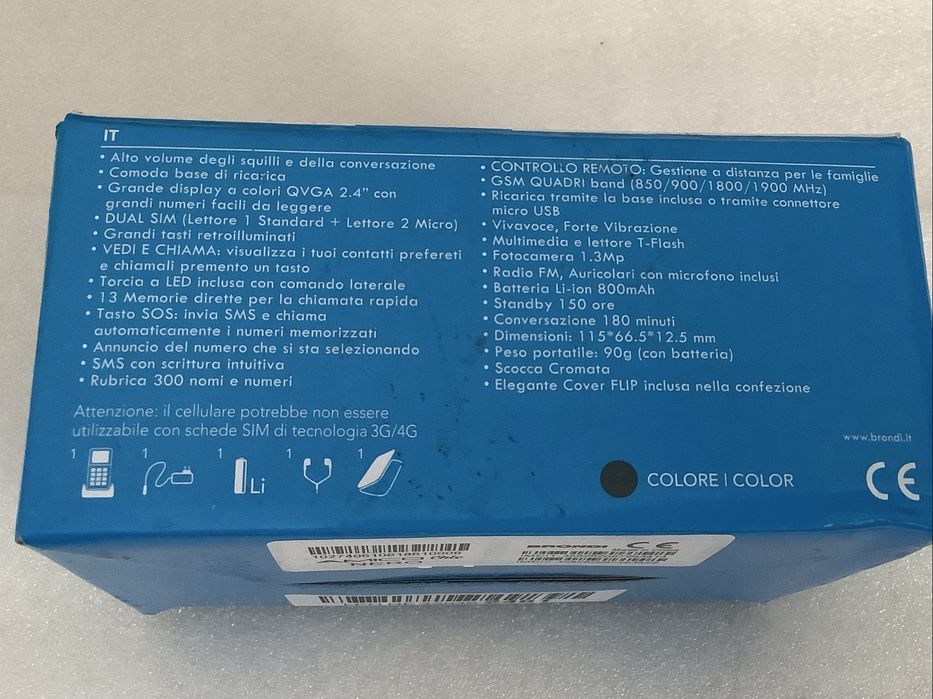 IT
• Alto volume degli squilli e della conversazione
• Comoda base di ricarica
• Grande display a colori QVGA 2.4" con
grandi numeri facili da leggere
• DUAL SIM (Lettore 1 Standard + Lettore 2 Micro)
• Grandi tasti retroilluminati
• VEDI E CHIAMA: visualizza i tuoi contatti prefereti
e chiamali premento un tasto
• Torcia a LED inclusa con comando laterale
• 13 Memorie dirette per la chiamata rapida
• Tasto SOS: invia SMS e chiama
automaticamente i numeri memorizzati
• Annuncio del numero che si sta selezionando
• SMS con scrittura intuitiva
• Rubrica 300 nomi e numeri
• CONTROLLO REMOTO: Gestione a distanza per le famiglie
• GSM QUADRI band (850/900/1800/1900 MHz)
• Ricarica tramite la base inclusa o tramite connettore
micro USB
• Vivavoce, Forte Vibrazione
• Multimedia e lettore T-Flash
• Fotocamera 1.3Mp
• Radio FM, Auricolari con microfono inclusi
• Batteria Li-ion 800mAh
• Standby 150 ore
• Conversazione 180 minuti
• Dimensioni: 115*66.5*12.5 mm
• Peso portatile: 90g (con batteria)
• Scocca Cromata
• Elegante Cover FLIP inclusa nella confezione
Attenzione: il cellulare potrebbe non essere
utilizzabile con schede SIM di tecnologia 3G/4G
www.brondi.it
1 1 1 Li 1 1
COLORE | COLOR
CE
BRONDI CE
AMICO Chic
NERO